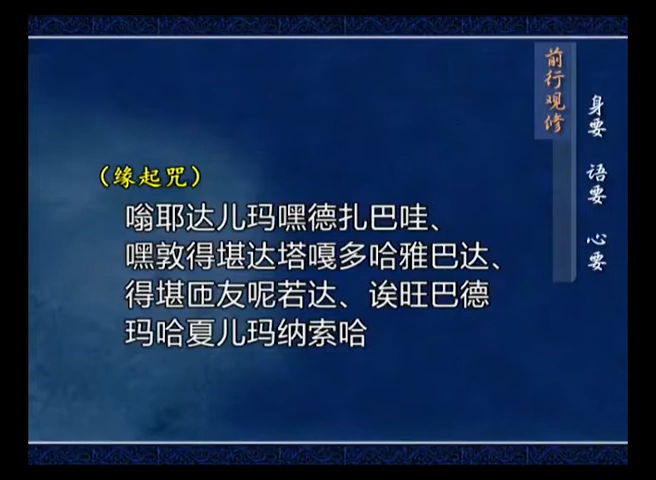 前行观修
身要 语要 心要
（缘起咒）
嗡耶达儿玛嘿德扎巴哇、
嘿敦得堪达塔嘎多哈雅巴达、
得堪匝友呢若达、诶旺巴德
玛哈夏儿玛纳索哈